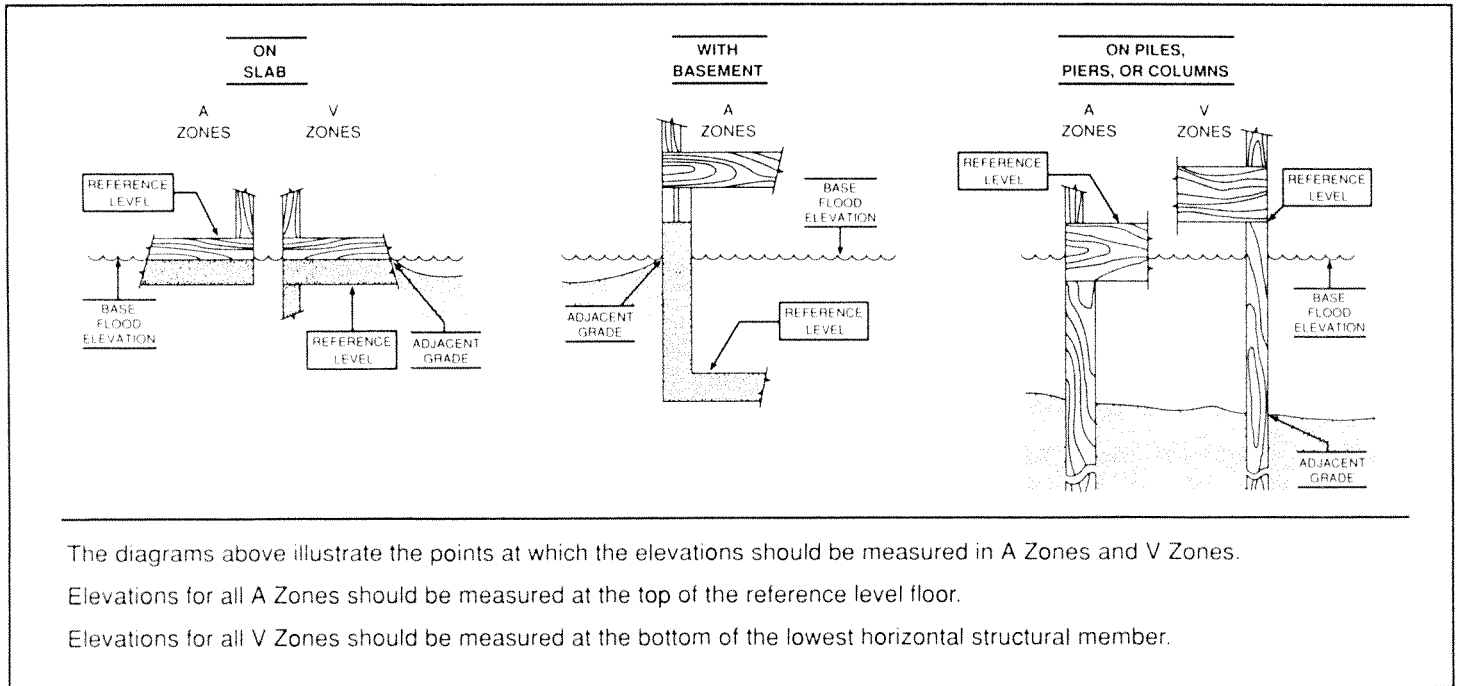 ON
SLAB
A
ZONES
V
ZONES
REFERENCE
LEVEL
BASE
FLOOD
ELEVATION
REFERENCE
LEVEL
ADJACENT
GRADE
WITH
BASEMENT
A
ZONES
BASE
FLOOD
ELEVATION
ADJACENT
GRADE
REFERENCE
LEVEL
ON PILES,
PIERS, OR COLUMNS
A
ZONES
V
ZONES
REFERENCE
LEVEL
REFERENCE
LEVEL
BASE
FLOOD
ELEVATION
ADJACENT
GRADE
The diagrams above illustrate the points at which the elevations should be measured in A Zones and V Zones.
Elevations for all A Zones should be measured at the top of the reference level floor.
Elevations for all V Zones should be measured at the bottom of the lowest horizontal structural member.